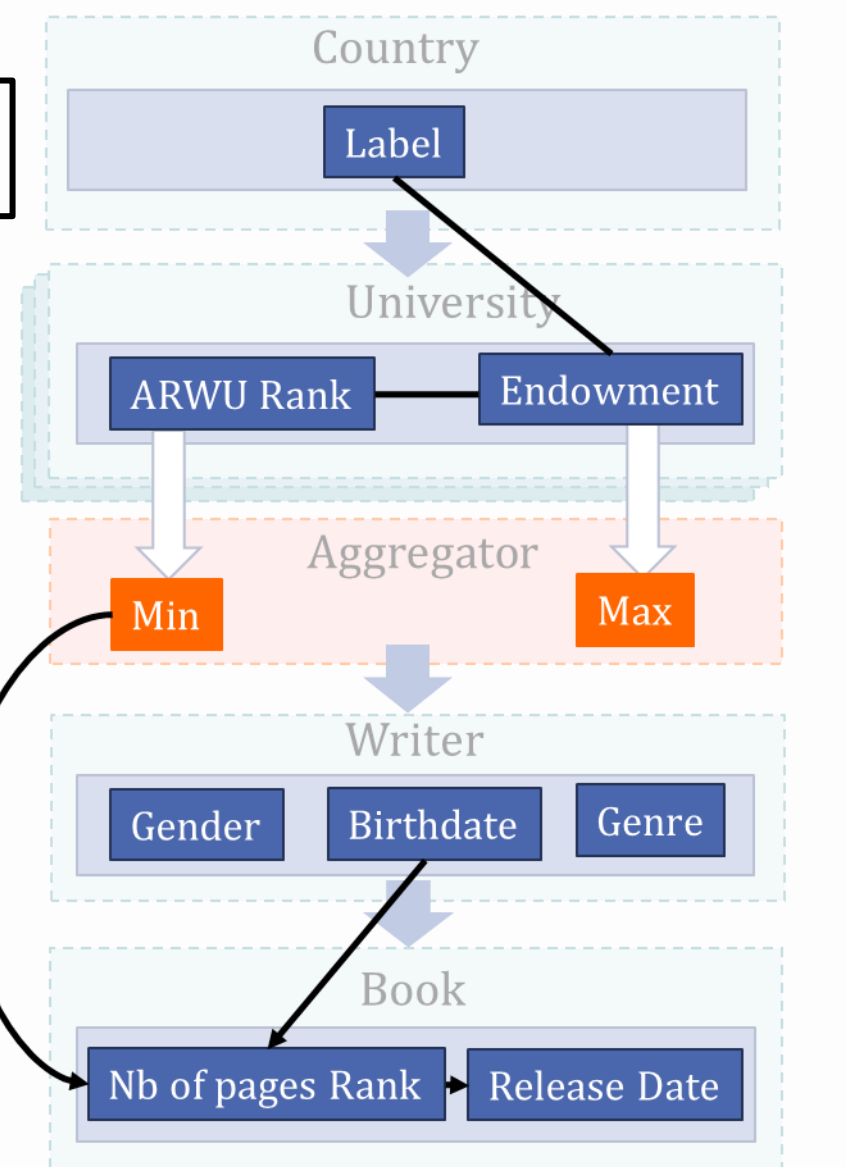 Country
Label
University
ARWU Rank
Endowment
Aggregator
Min
Max
Writer
Gender
Birthdate
Genre
Book
Nb of pages Rank
Release Date